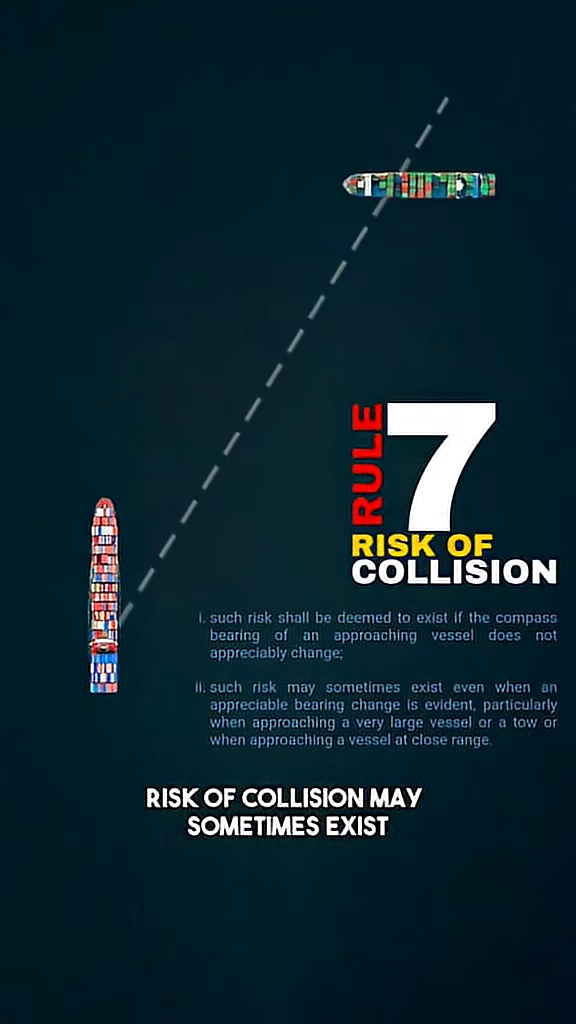 RULE 7
RISK OF
COLLISION
i. such risk shall be deemed to exist if the compass
bearing of an approaching vessel does not
appreciably change;
ii. such risk may sometimes exist even when an
appreciable bearing change is evident, particularly
when approaching a very large vessel or a tow or
when approaching a vessel at close range.
RISK OF COLLISION MAY
SOMETIMES EXIST